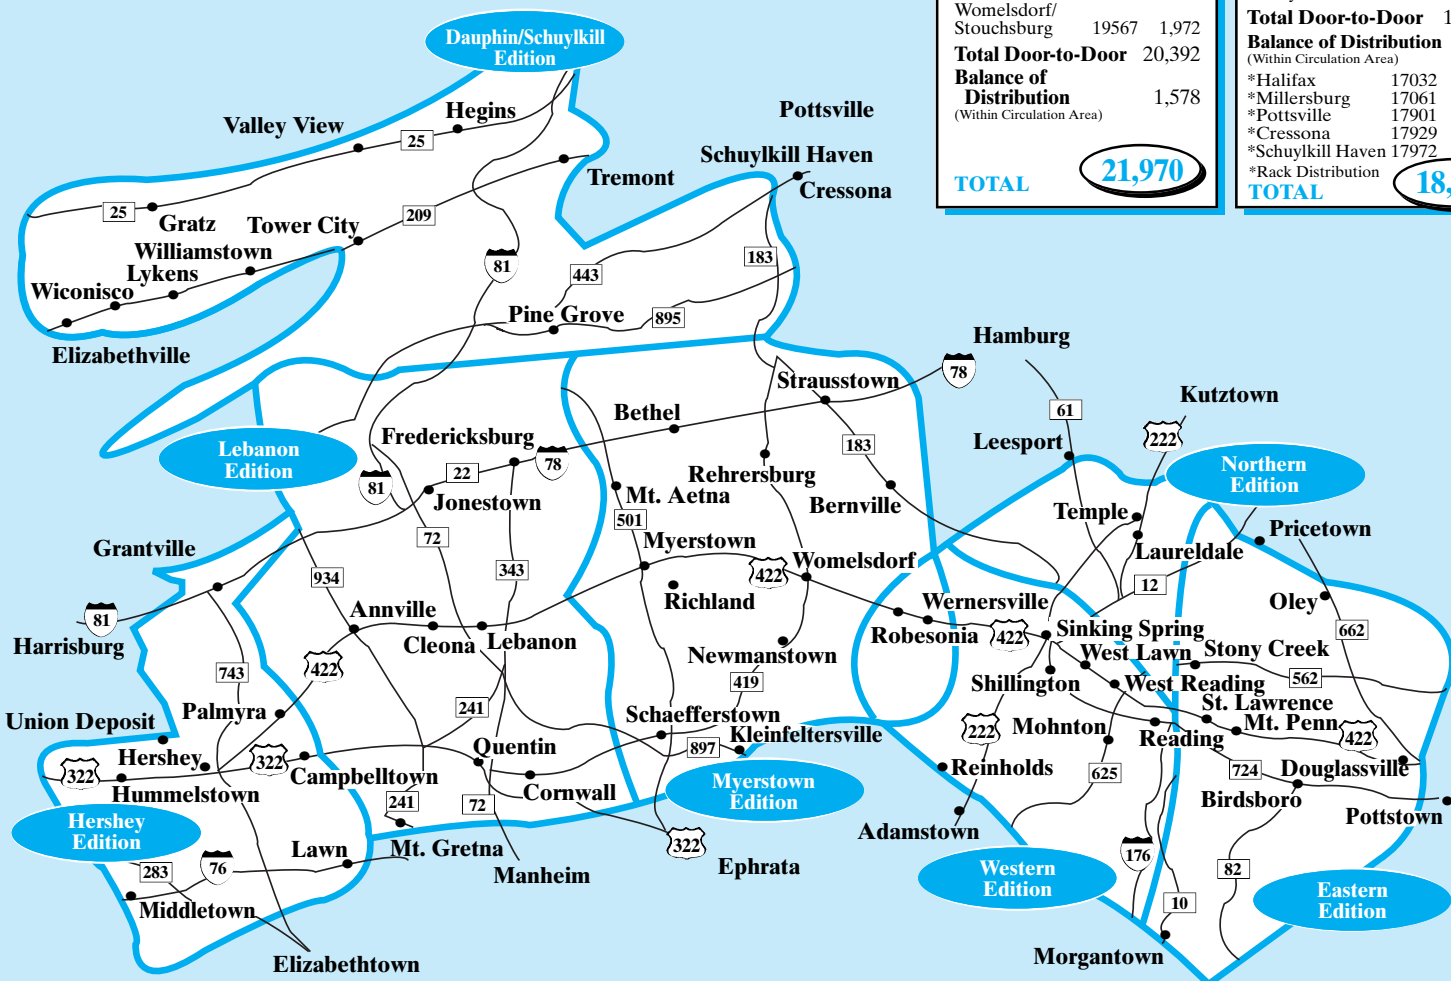 Womelsdorf/
Stouchsburg 19567 1,972
Total Door-to-Door 20,392
Balance of
Distribution 1,578
(Within Circulation Area)
TOTAL 21,970
Total Door-to-Door 1
Balance of Distribution
(Within Circulation Area)
*Halifax 17032
*Millersburg 17061
*Pottsville 17901
*Cressona 17929
*Schuylkill Haven 17972
*Rack Distribution
TOTAL 18,
Dauphin/Schuylkill
Edition
Hegins
Valley View
25
Pottsville
Schuylkill Haven
Cressona
Tremont
25
Gratz
Tower City
209
Williamstown
Lykens
Wiconisco
Elizabethville
81
443
183
Pine Grove
895
Hamburg
78
Strausstown
Kutztown
61
222
Leesport
Bethel
Fredericksburg
Lebanon
Edition
22
78
81
Jonestown
183
Rehrersburg
Mt. Aetna
Bernville
Northern
Edition
501
Temple
Pricetown
Laureldale
Grantville
72
Myerstown
422
Womelsdorf
934
343
12
Richland
Oley
81
Harrisburg
Annville
Cleona
Lebanon
Wernersville
Robesonia
422
Sinking Spring
662
West Lawn
Stony Creek
Newmanstown
422
743
419
Shillington
West Reading
562
St. Lawrence
Mt. Penn
Union Deposit
Palmyra
241
Schaefferstown
Kleinfeltersville
222
Mohnton
Reading
422
Hershey
322
322
Quentin
897
Reinholds
625
724
Douglassville
Hummelstown
Campbelltown
Cornwall
Myerstown
Edition
Birdsboro
Pottstown
241
72
Hershey
Edition
Adamstown
Mt. Gretna
322
Ephrata
Lawn
283
76
Manheim
Western
Edition
176
82
Eastern
Edition
Middletown
10
Elizabethtown
Morgantown